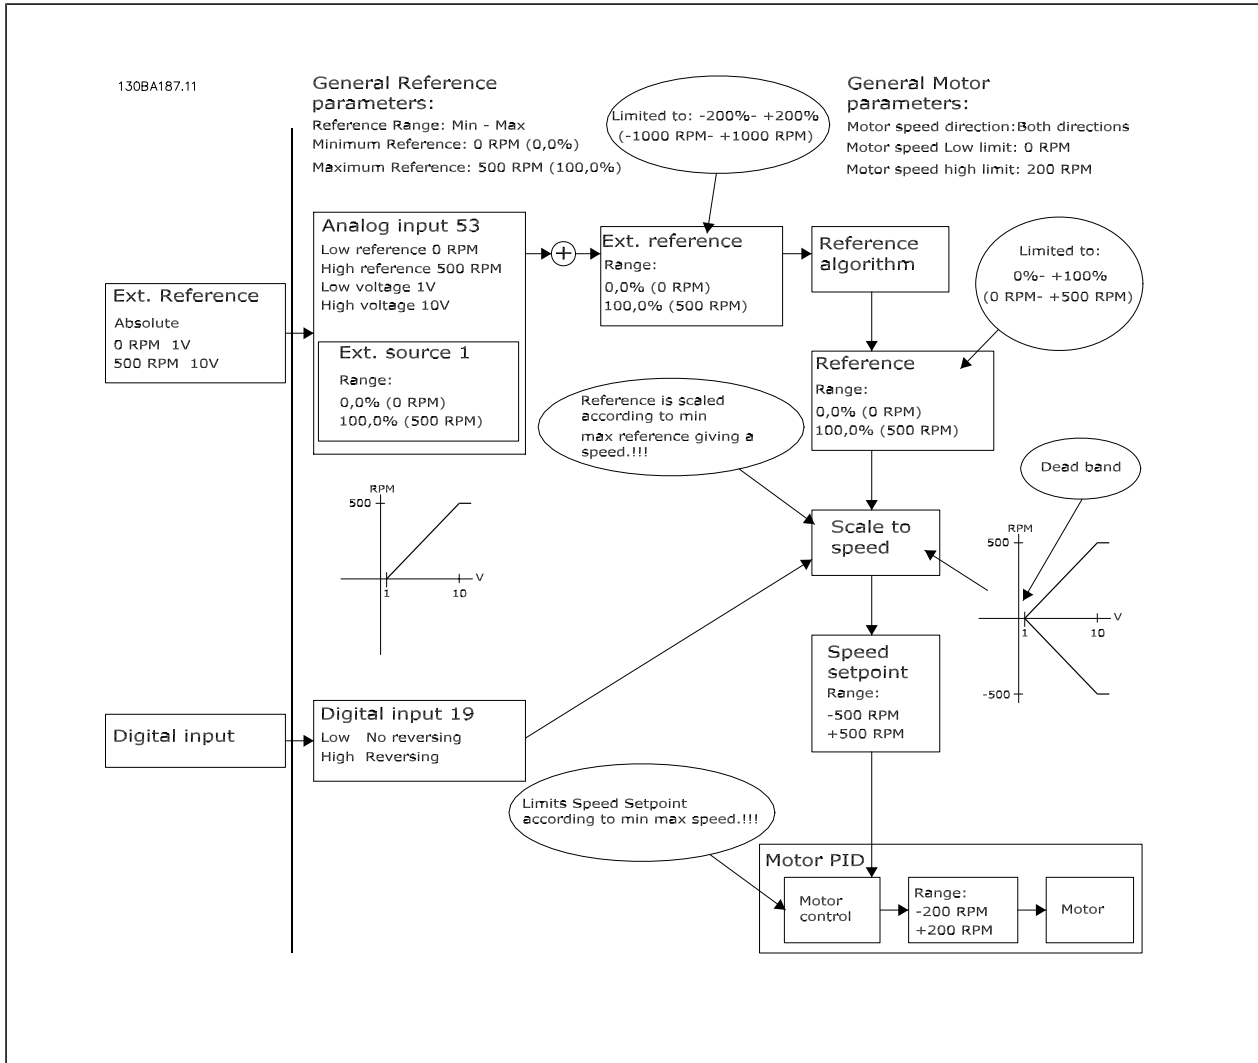 130BA187.11
General Reference
parameters:
Reference Range: Min - Max
Minimum Reference: 0 RPM (0,0%)
Maximum Reference: 500 RPM (100,0%)
Limited to: -200%- +200%
(-1000 RPM- +1000 RPM)
General Motor
parameters:
Motor speed direction:Both directions
Motor speed Low limit: 0 RPM
Motor speed high limit: 200 RPM
Ext. Reference
Absolute
0 RPM 1V
500 RPM 10V
Analog input 53
Low reference 0 RPM
High reference 500 RPM
Low voltage 1V
High voltage 10V
Ext. source 1
Range:
0,0% (0 RPM)
100,0% (500 RPM)
+
Ext. reference
Range:
0,0% (0 RPM)
100,0% (500 RPM)
Reference
algorithm
Limited to:
0%- +100%
(0 RPM- +500 RPM)
Reference
Range:
0,0% (0 RPM)
100,0% (500 RPM)
Reference is scaled
according to min
max reference giving a
speed.!!!
Dead band
RPM
500
1
10
V
Scale to
speed
RPM
500
1
10
V
-500
Speed
setpoint
Range:
-500 RPM
+500 RPM
Digital input
Digital input 19
Low No reversing
High Reversing
Limits Speed Setpoint
according to min max speed.!!!
Motor PID
Motor
control
Range:
-200 RPM
+200 RPM
Motor